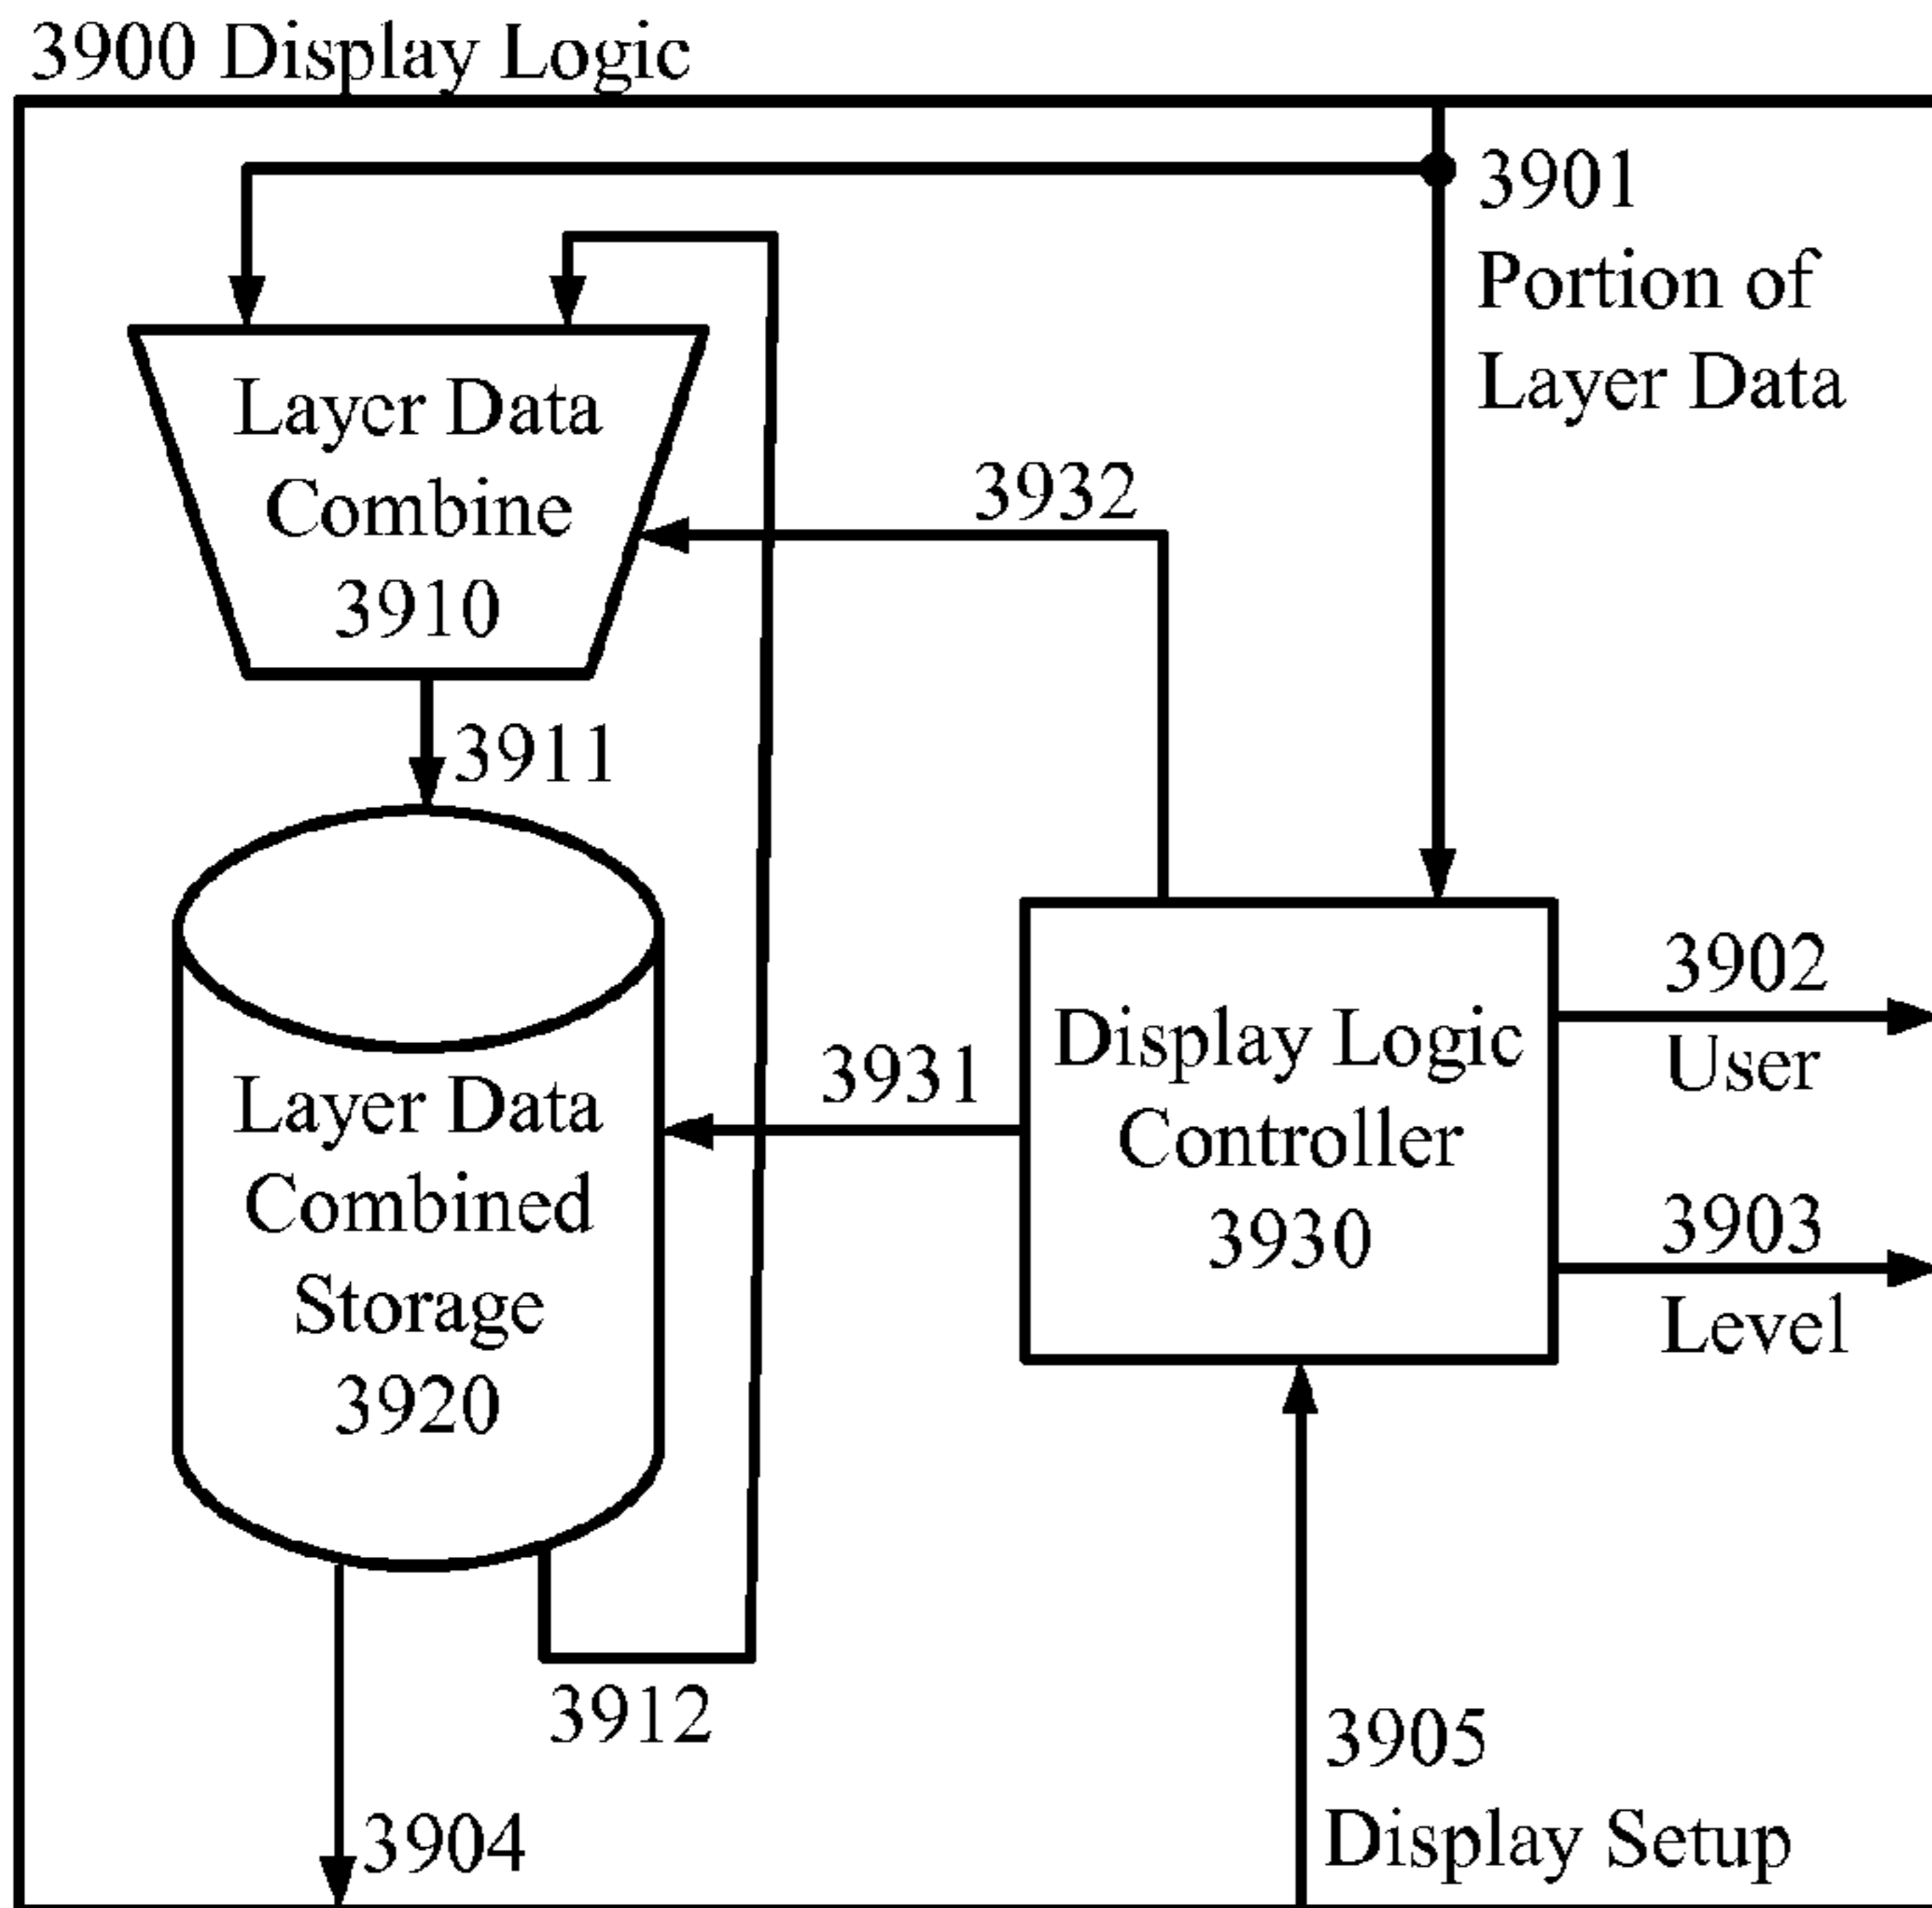 3900 Display Logic
3901
Portion of
Layer Data
Layer Data
Combine
3910
3932
3911
3902
User
Display Logic
Controller
3930
3931
Layer Data
Combined
Storage
3920
3903
Level
3912
3905
Display Setup
3904